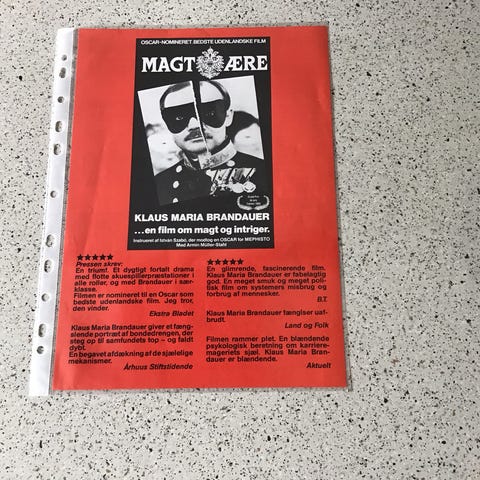 OSCAR-NOMINERET BEDSTE UDENLANDSKE FILM
MAGT ÆRE
KLAUS MARIA BRANDAUER
...en film om magt og intriger.
Instrueret af István Szabó, der modtog en OSCAR for MEPHISTO
Med Armin Müller-Stahl
★★★★★
Pressen skrev:
En triumf. Et dygtigt fortalt drama
med flotte skuespillerpræstationer i
alle roller, og med Brandauer i sær-
klasse.
Filmen er nomineret til en Oscar som
bedste udenlandske film. Jeg tror,
den vinder.
Ekstra Bladet
Klaus Maria Brandauer giver et fæng-
slende portræt af bondedrengen, der
steg op til samfundets top – og faldt
dybt.
En begavet afdækning af de sjælelige
mekanismer.
Århuus Stiftstidende
★★★★★
En glimrende, fascinerende film.
Klaus Maria Brandauer er fabelagtig
god. En meget smuk og meget poli-
tisk film om systemers misbrug og
forbrug af mennesker.
B.T.
Klaus Maria Brandauer fængsler uaf-
brudt.
Land og Folk
Filmen rammer plet. En blændende
psykologisk beretning om karriere-
mageriets sjæl. Klaus Maria Bran-
dauer er blændende.
Aktuelt